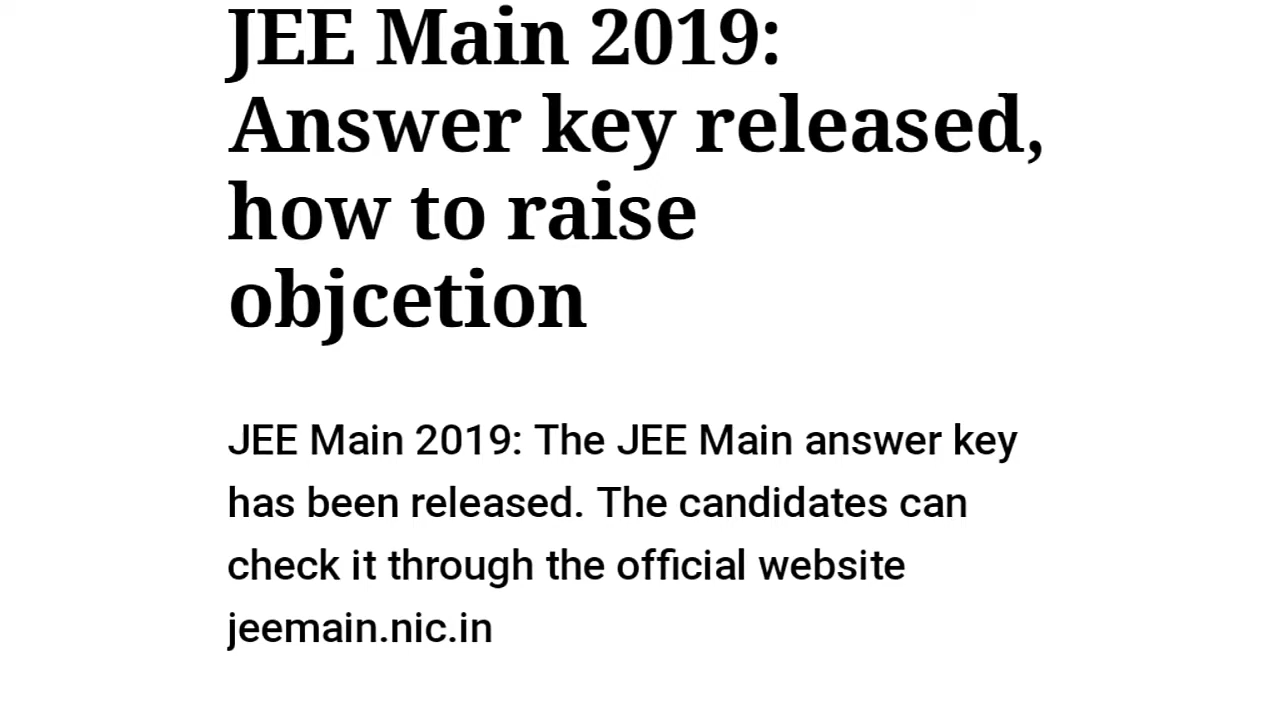 JEE Main 2019:
Answer key released,
how to raise
objcetion
JEE Main 2019: The JEE Main answer key
has been released. The candidates can
check it through the official website
jeemain.nic.in